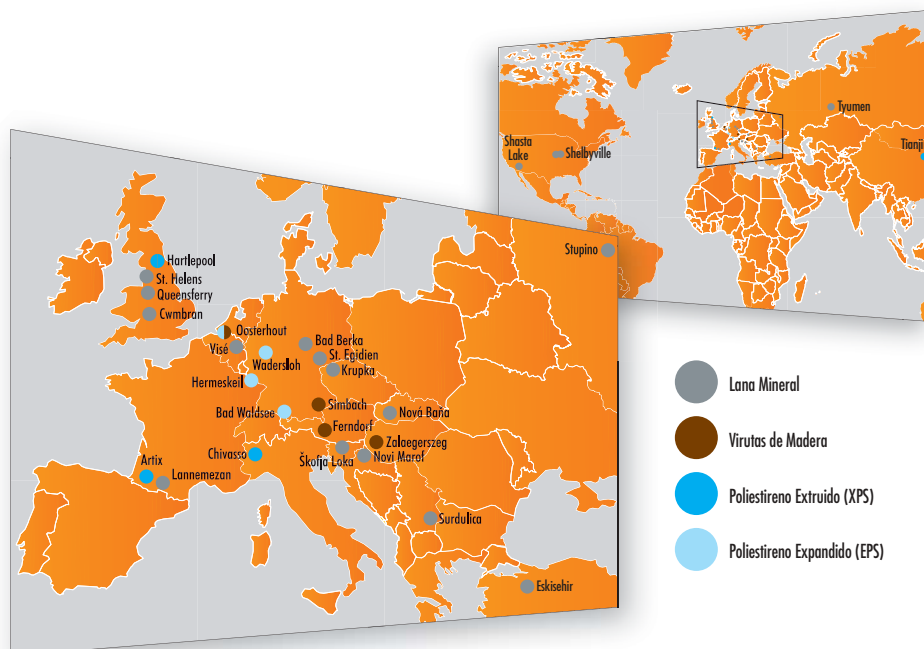 Tyumen
Shasta
Lake
Shelbyville
Tianji
Stupino
Hartlepool
St. Helens
Queensferry
Cwmbran
Oosterhout
Visé
Wadersloh
Bad Berka
St. Egidien
Krupka
Hermeskeil
Bad Waldsee
Simbach
Nová Baňa
Ferndorf
Zalaegerszeg
Škofja Loka
Novi Marof
Chivasso
Artix
Lannemezan
Surdulica
Eskisehir
Lana Mineral
Virutas de Madera
Poliestireno Extruido (XPS)
Poliestireno Expandido (EPS)